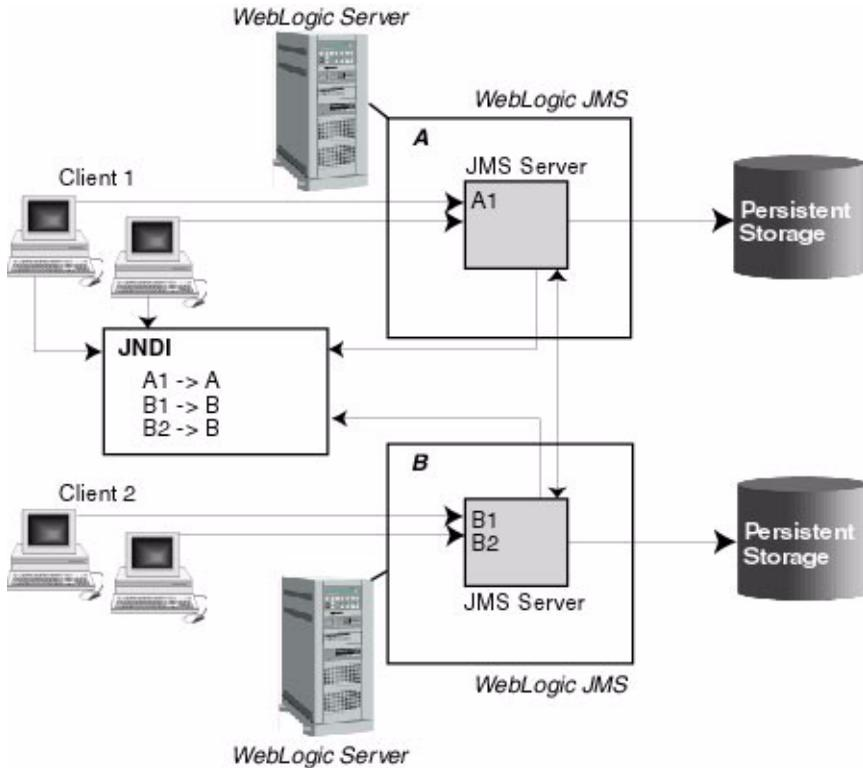 WebLogic Server
WebLogic JMS
A
JMS Server
A1
Client 1
Persistent
Storage
JNDI
A1 -> A
B1 -> B
B2 -> B
B
Client 2
B1
B2
JMS Server
Persistent
Storage
WebLogic JMS
WebLogic Server